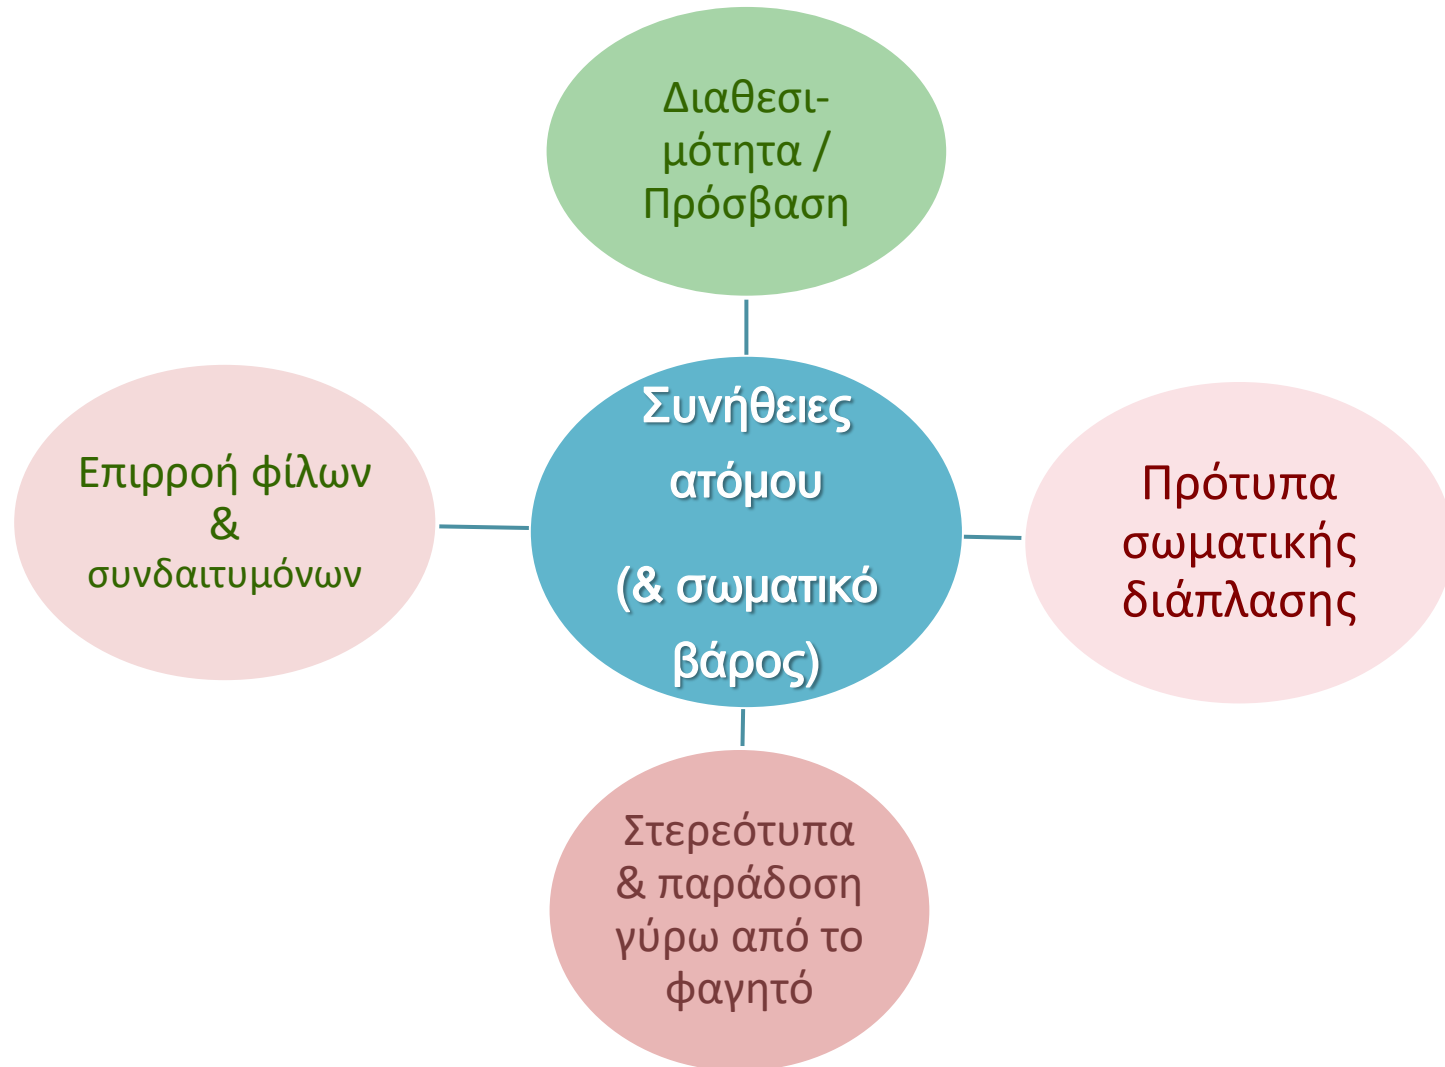 Διαθεσι-
μότητα /
Πρόσβαση
Συνήθειες
ατόμου
(& σωματικό
βάρος)
Επιρροή φίλων
&
συνδαιτυμόνων
Πρότυπα
σωματικής
διάπλασης
Στερεότυπα
& παράδοση
γύρω από το
φαγητό